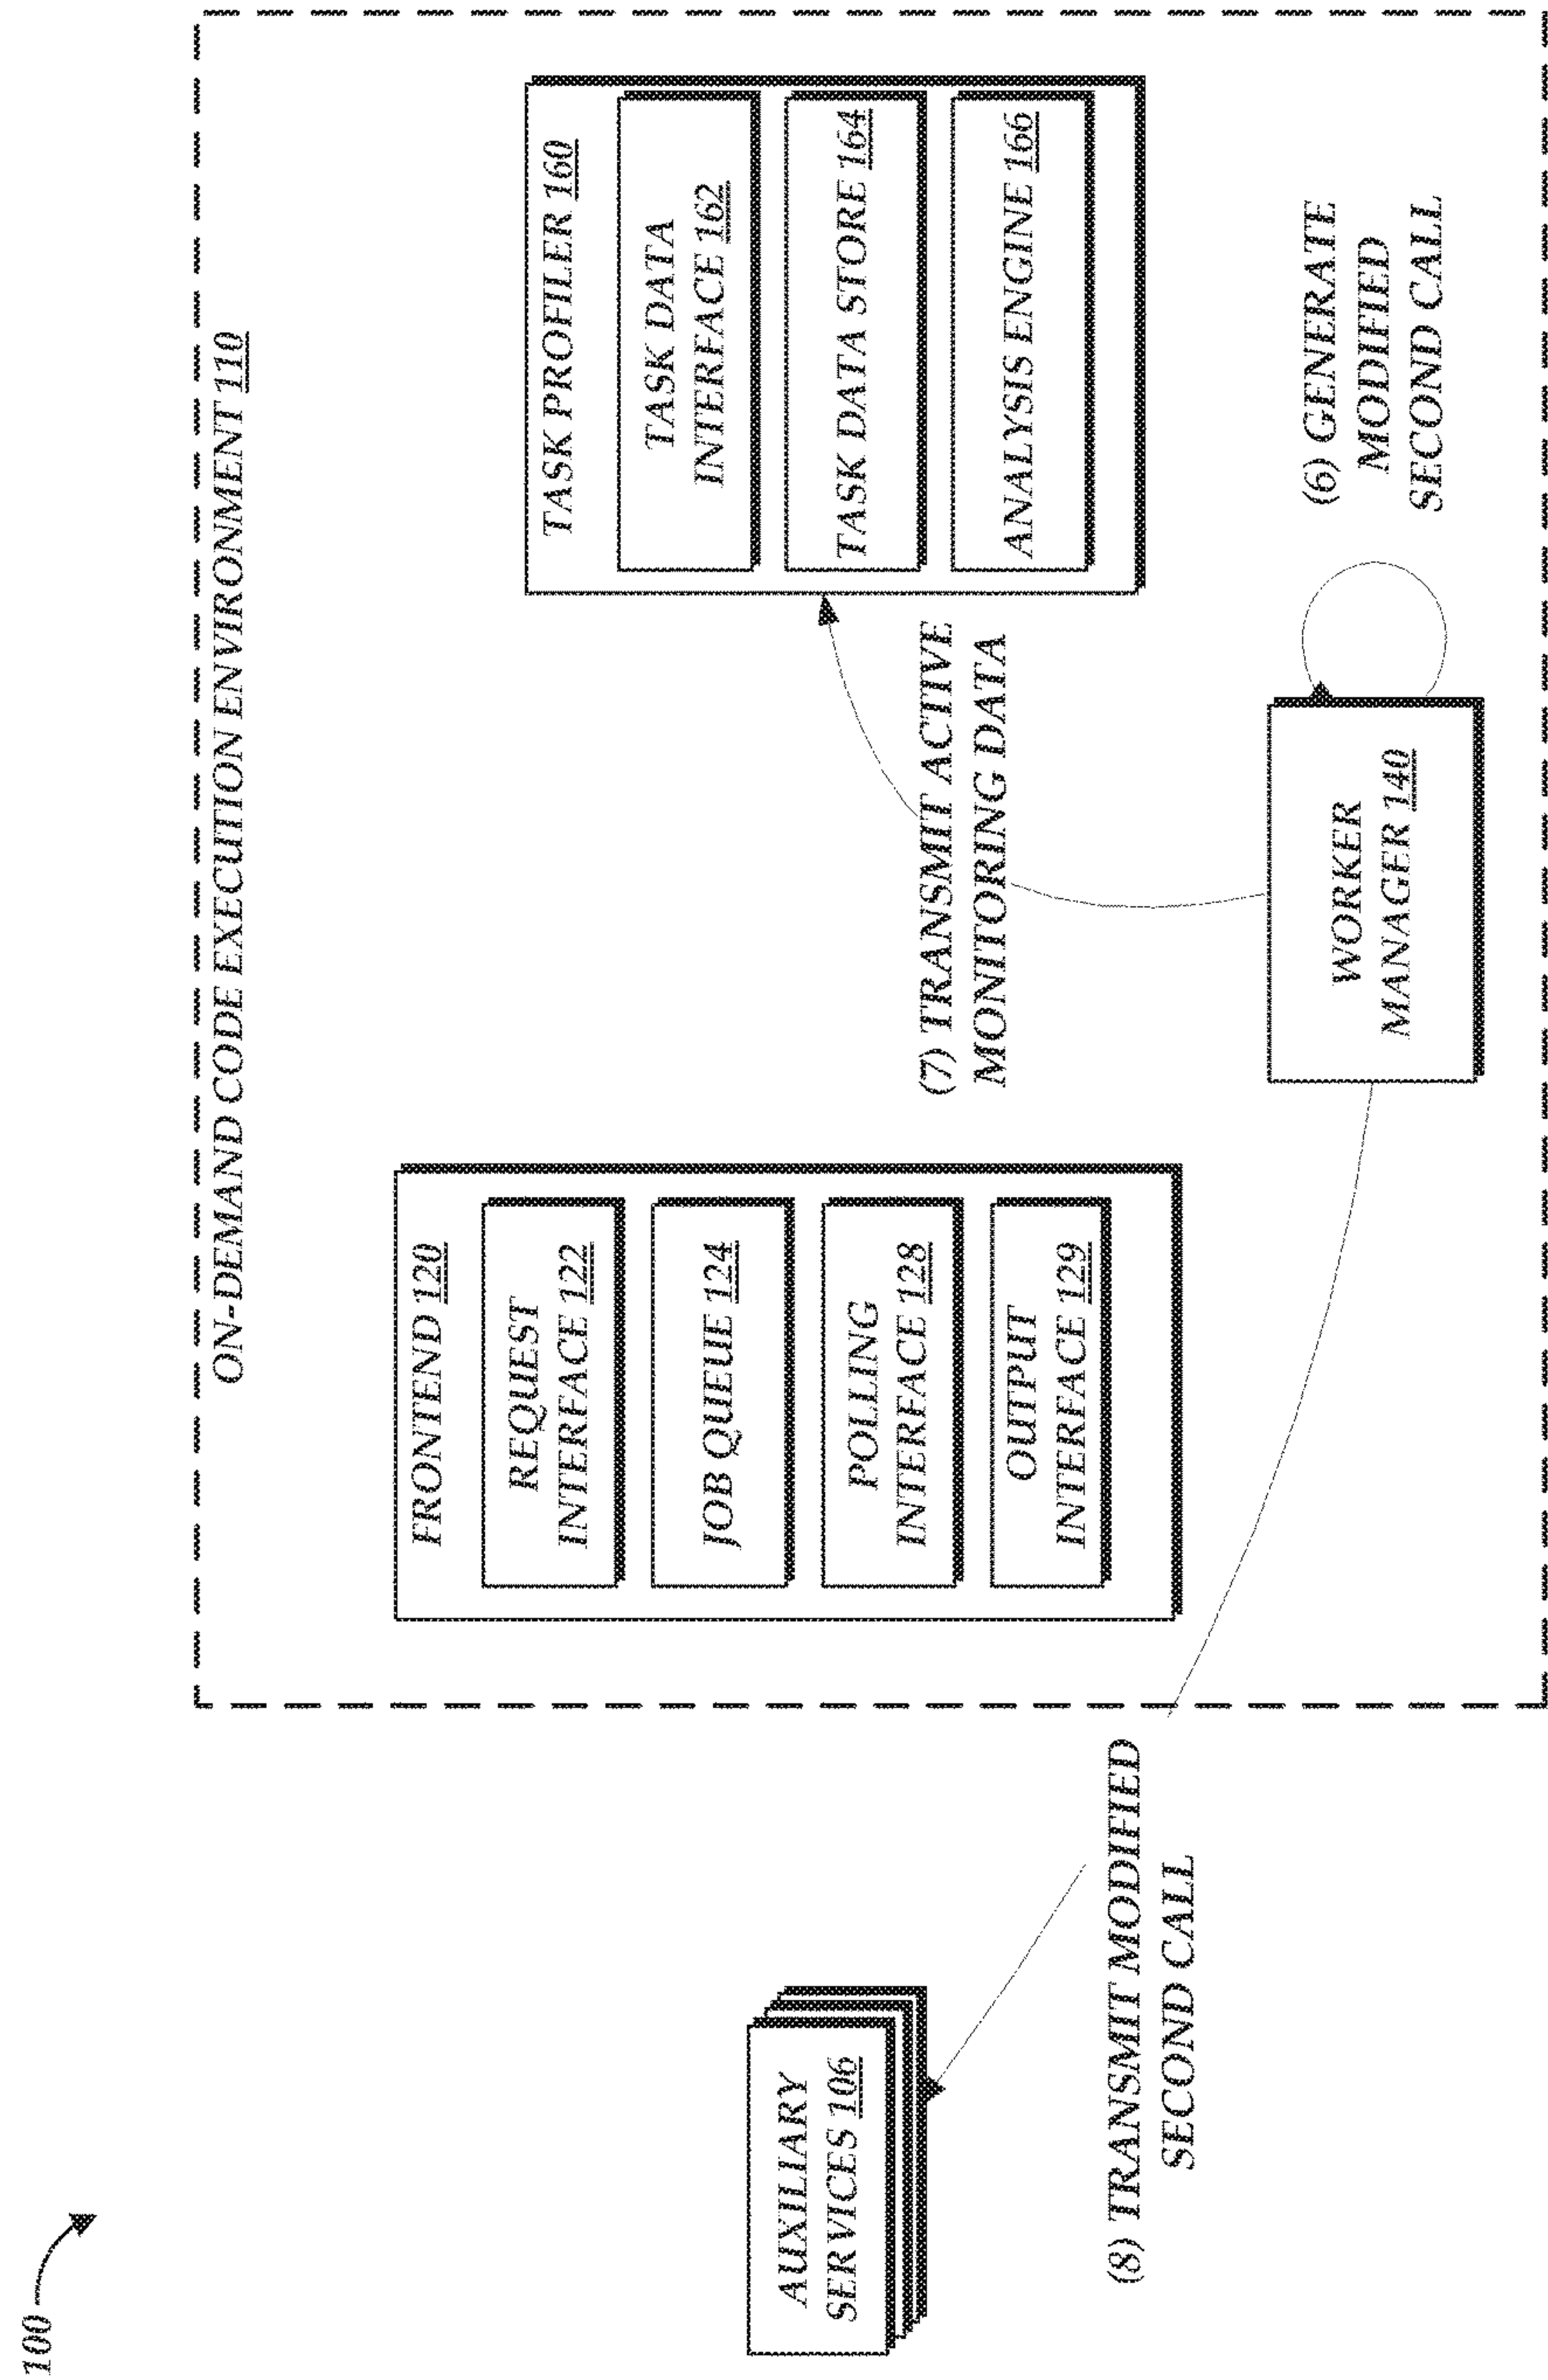 100
ON-DEMAND CODE EXECUTION ENVIRONMENT 110
FRONTEND 120
REQUEST
INTERFACE 122
JOB QUEUE 124
POLLING
INTERFACE 128
OUTPUT
INTERFACE 129
TASK PROFILER 160
TASK DATA
INTERFACE 162
TASK DATA STORE 164
ANALYSIS ENGINE 166
AUXILIARY
SERVICES 106
(7) TRANSMIT ACTIVE
MONITORING DATA
(8) TRANSMIT MODIFIED
SECOND CALL
WORKER
MANAGER 140
(6) GENERATE
MODIFIED
SECOND CALL